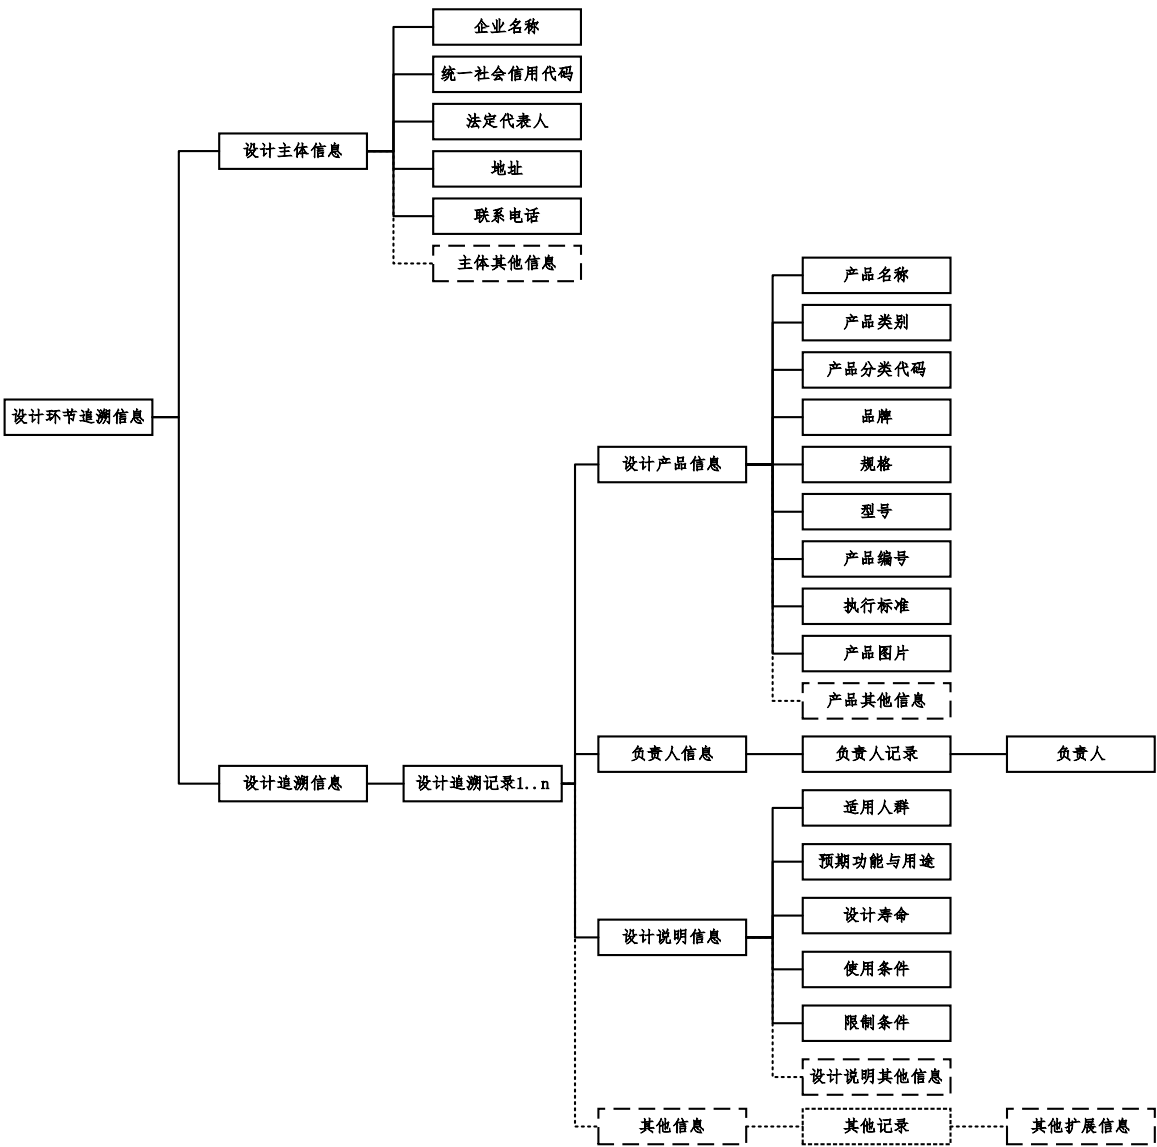 企业名称
统一社会信用代码
法定代表人
设计主体信息
地址
联系电话
主体其他信息
产品名称
产品类别
产品分类代码
设计环节追溯信息
品牌
设计产品信息
规格
型号
产品编号
执行标准
产品图片
产品其他信息
负责人信息
负责人记录
负责人
设计追溯信息
设计追溯记录1..n
适用人群
预期功能与用途
设计寿命
设计说明信息
使用条件
限制条件
设计说明其他信息
其他信息
其他记录
其他扩展信息